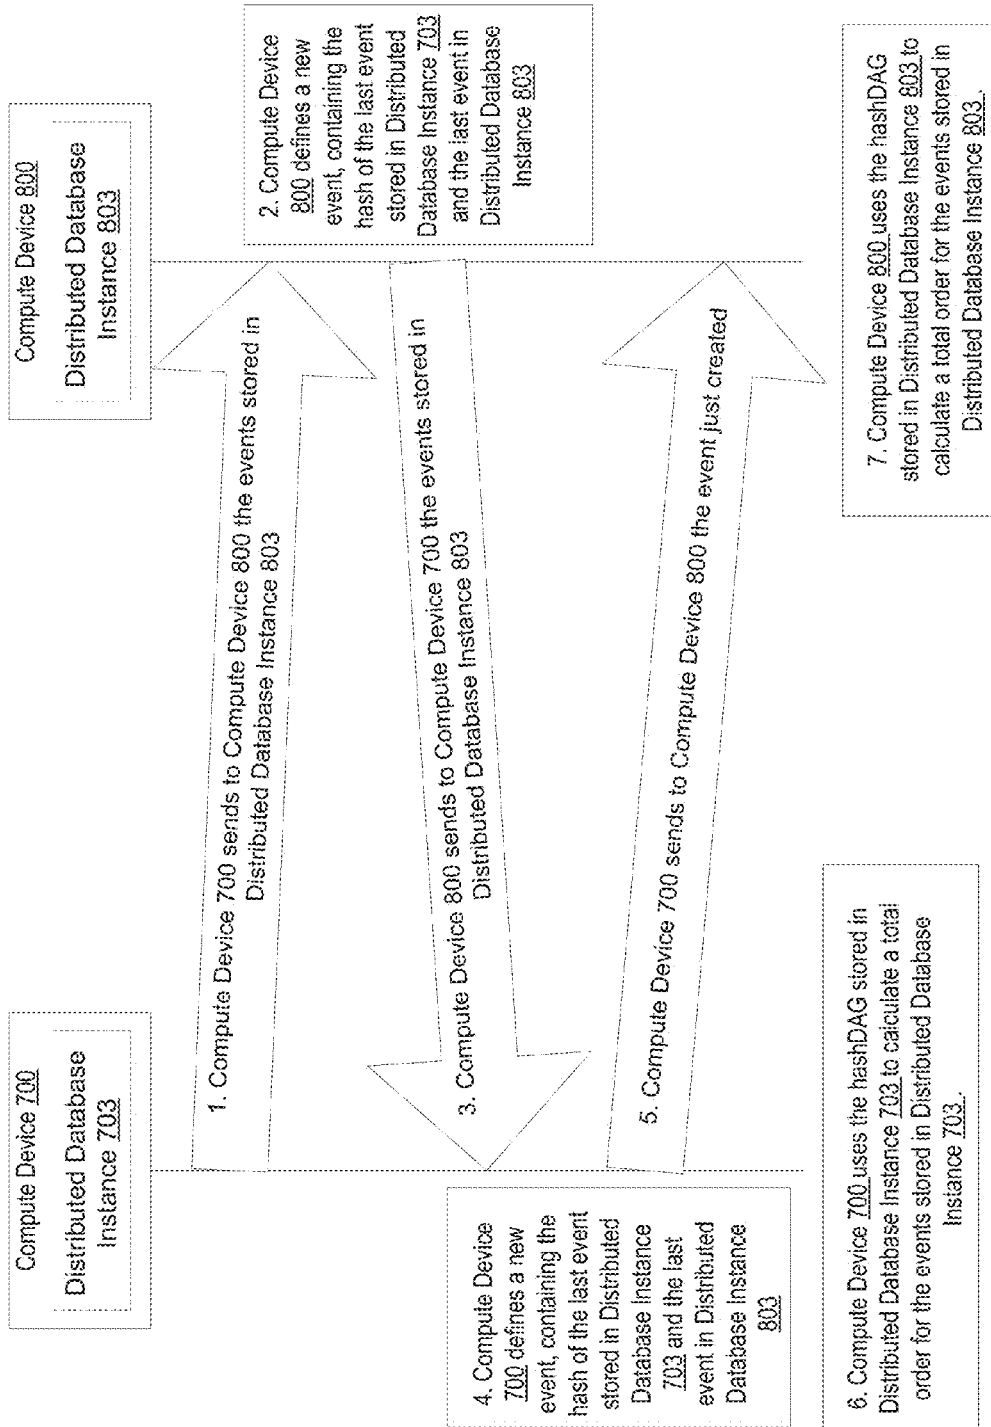 Compute Device 700
Distributed Database
Instance 703
Compute Device 800
Distributed Database
Instance 803
1. Compute Device 700 sends to Compute Device 800 the events stored in
Distributed Database Instance 803
2. Compute Device
800 defines a new
event, containing the
hash of the last event
stored in Distributed
Database Instance 703
and the last event in
Distributed Database
Instance 803
3. Compute Device 800 sends to Compute Device 700 the events stored in
Distributed Database Instance 803
4. Compute Device
700 defines a new
event, containing the
hash of the last event
stored in Distributed
Database Instance
703 and the last
event in Distributed
Database Instance
803
5. Compute Device 700 sends to Compute Device 800 the event just created
6. Compute Device 700 uses the hashDAG stored in
Distributed Database Instance 703 to calculate a total
order for the events stored in Distributed Database
Instance 703.
7. Compute Device 800 uses the hashDAG
stored in Distributed Database Instance 803 to
calculate a total order for the events stored in
Distributed Database Instance 803.